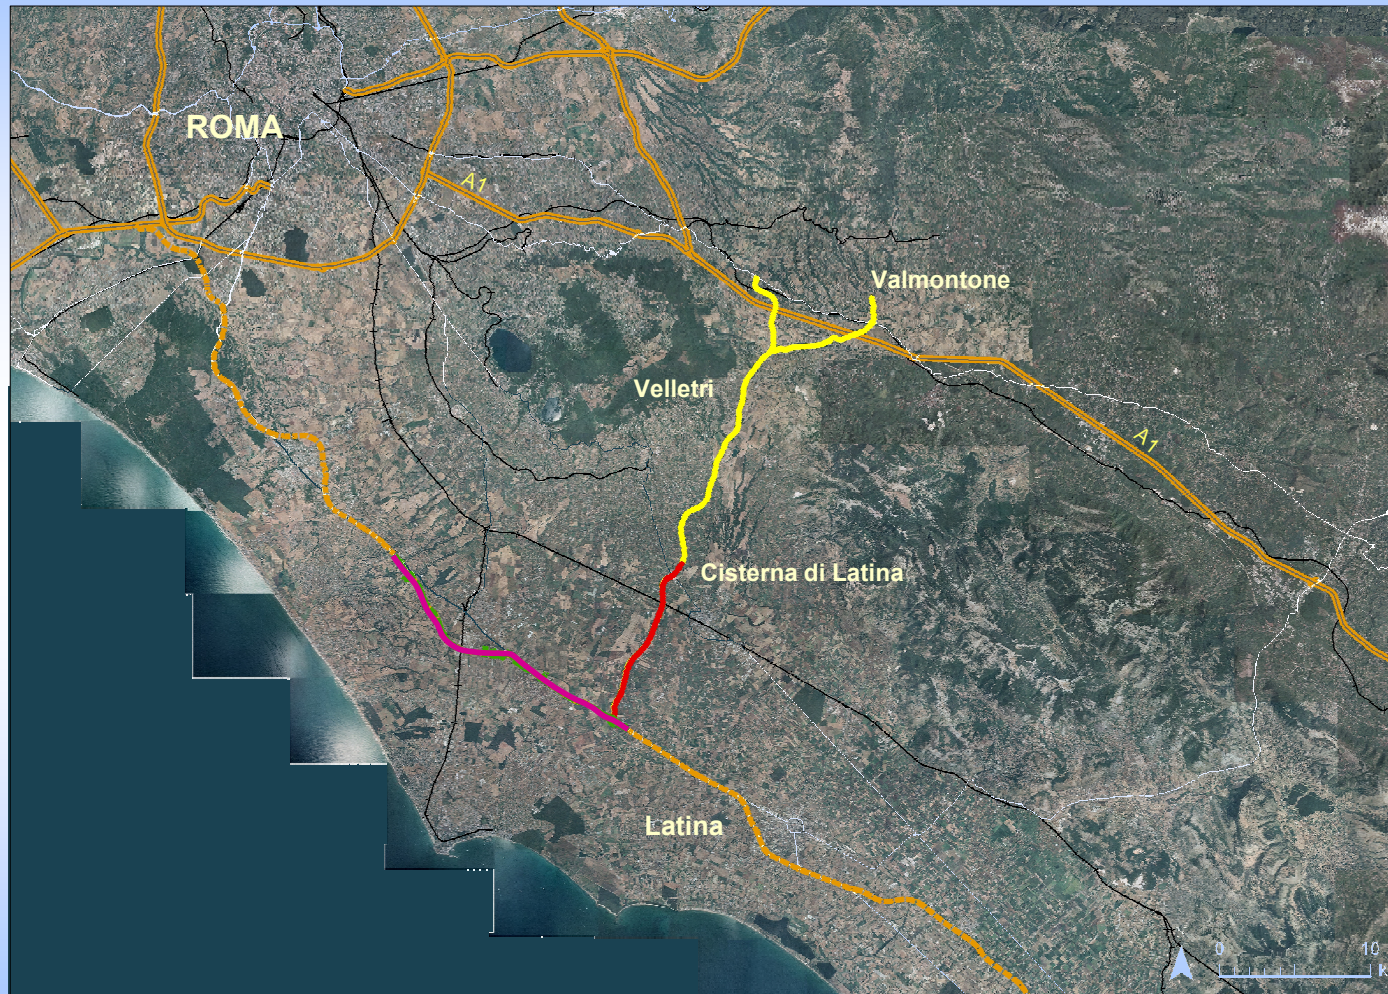 ROMA
A1
Valmontone
Velletri
A1
Cisterna di Latina
Latina
0 10
K